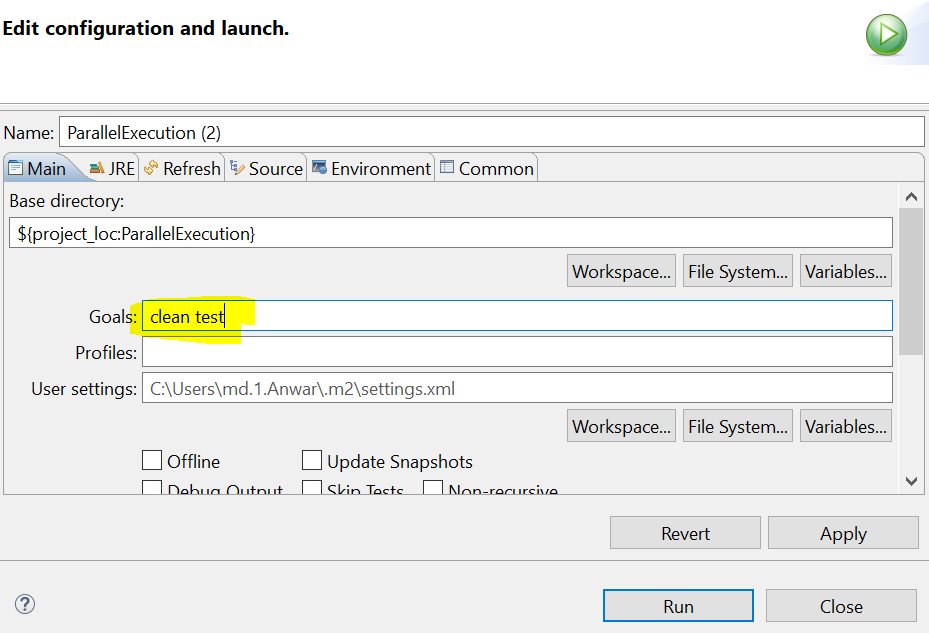 Edit configuration and launch.
Name: ParallelExecution (2)
Main JRE Refresh Source Environment Common
Base directory:
${project_loc:ParallelExecution}
Workspace... File System... Variables...
Goals: clean test
Profiles:
User settings: C:\Users\md.1.Anwar\.m2\settings.xml
Workspace... File System... Variables...
Offline Update Snapshots
Debug Output Skip Tests Non-recursive
Revert Apply
?
Run Close